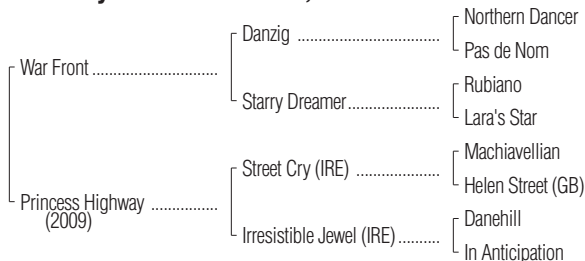 Northern Dancer
Danzig ....................................
Pas de Nom
War Front ................................
Rubiano
Starry Dreamer.......................
Lara's Star
Machiavellian
Street Cry (IRE) .....................
Helen Street (GB)
Princess Highway ....................
(2009)
Danehill
Irresistible Jewel (IRE)..........
In Anticipation